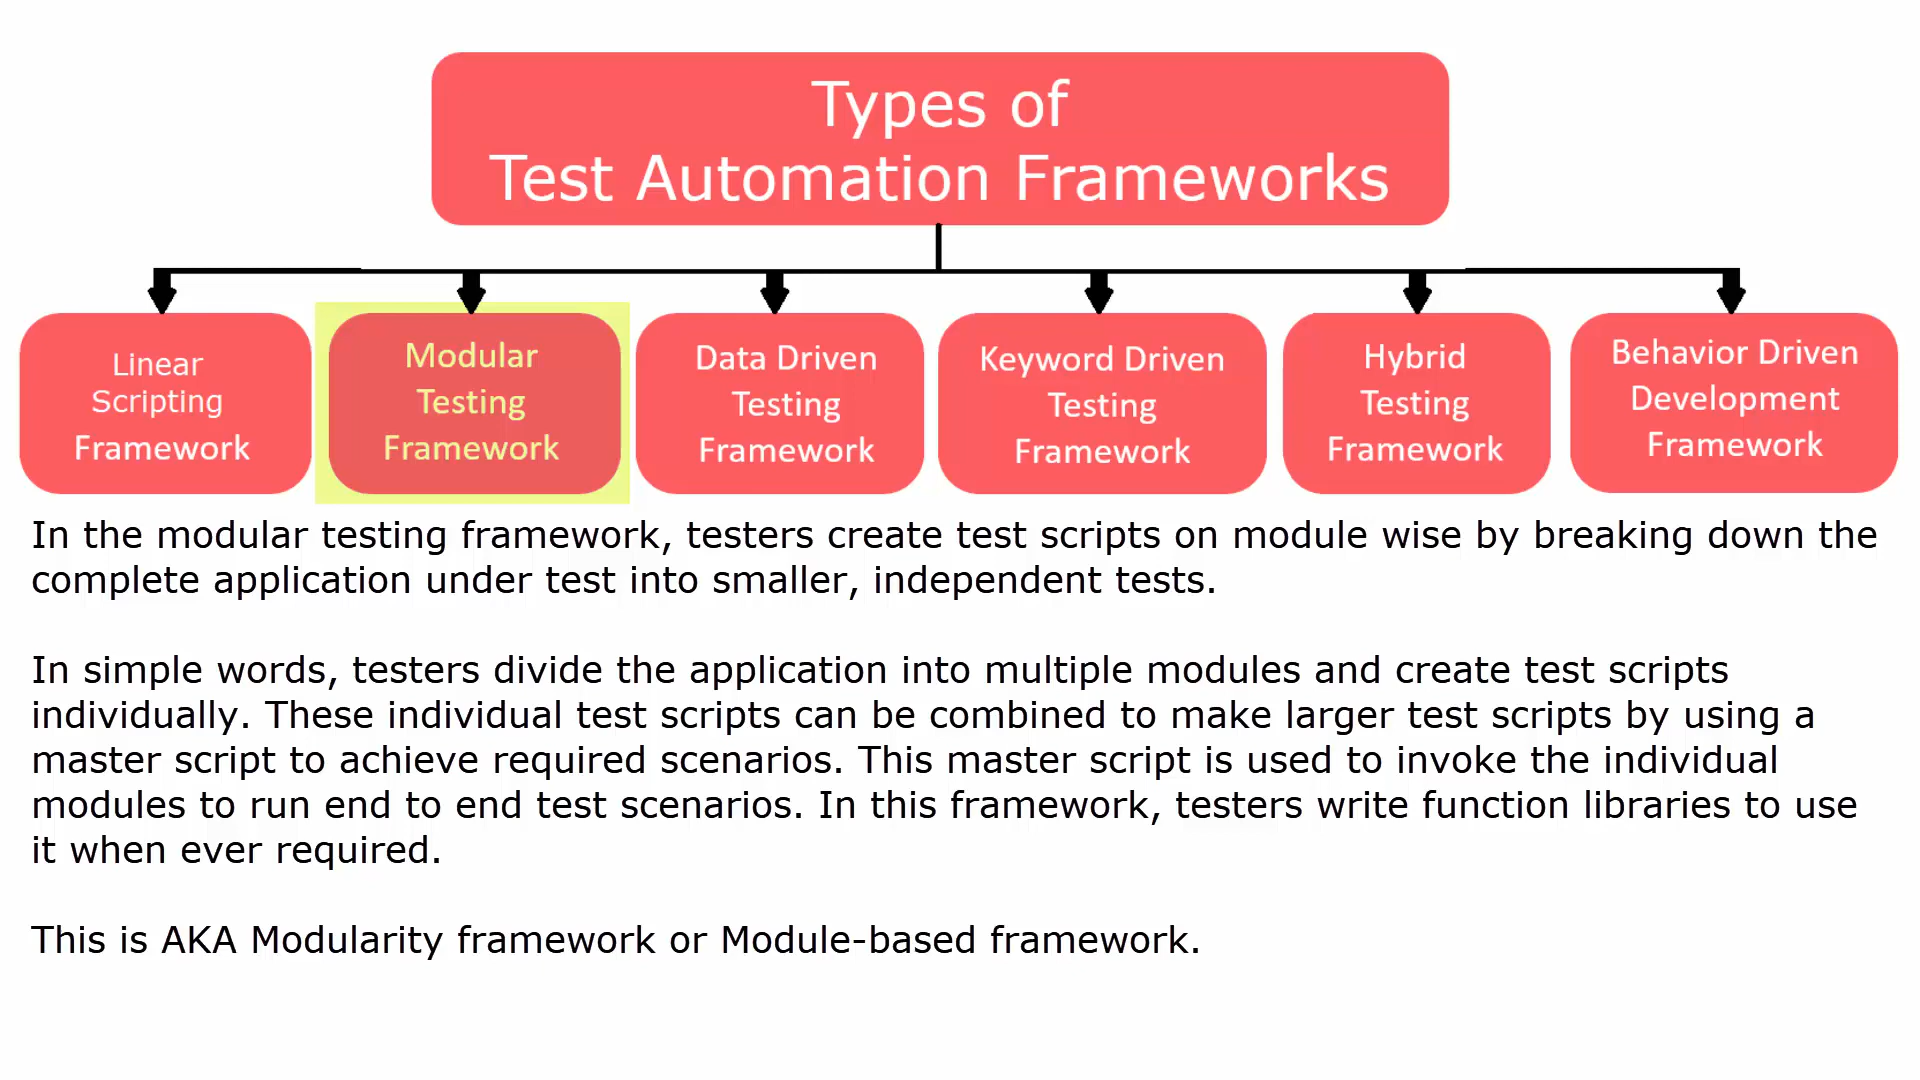 Types of
Test Automation Frameworks
Linear
Scripting
Framework
Modular
Testing
Framework
Data Driven
Testing
Framework
Keyword Driven
Testing
Framework
Hybrid
Testing
Framework
Behavior Driven
Development
Framework
In the modular testing framework, testers create test scripts on module wise by breaking down the
complete application under test into smaller, independent tests.
In simple words, testers divide the application into multiple modules and create test scripts
individually. These individual test scripts can be combined to make larger test scripts by using a
master script to achieve required scenarios. This master script is used to invoke the individual
modules to run end to end test scenarios. In this framework, testers write function libraries to use
it when ever required.
This is AKA Modularity framework or Module-based framework.